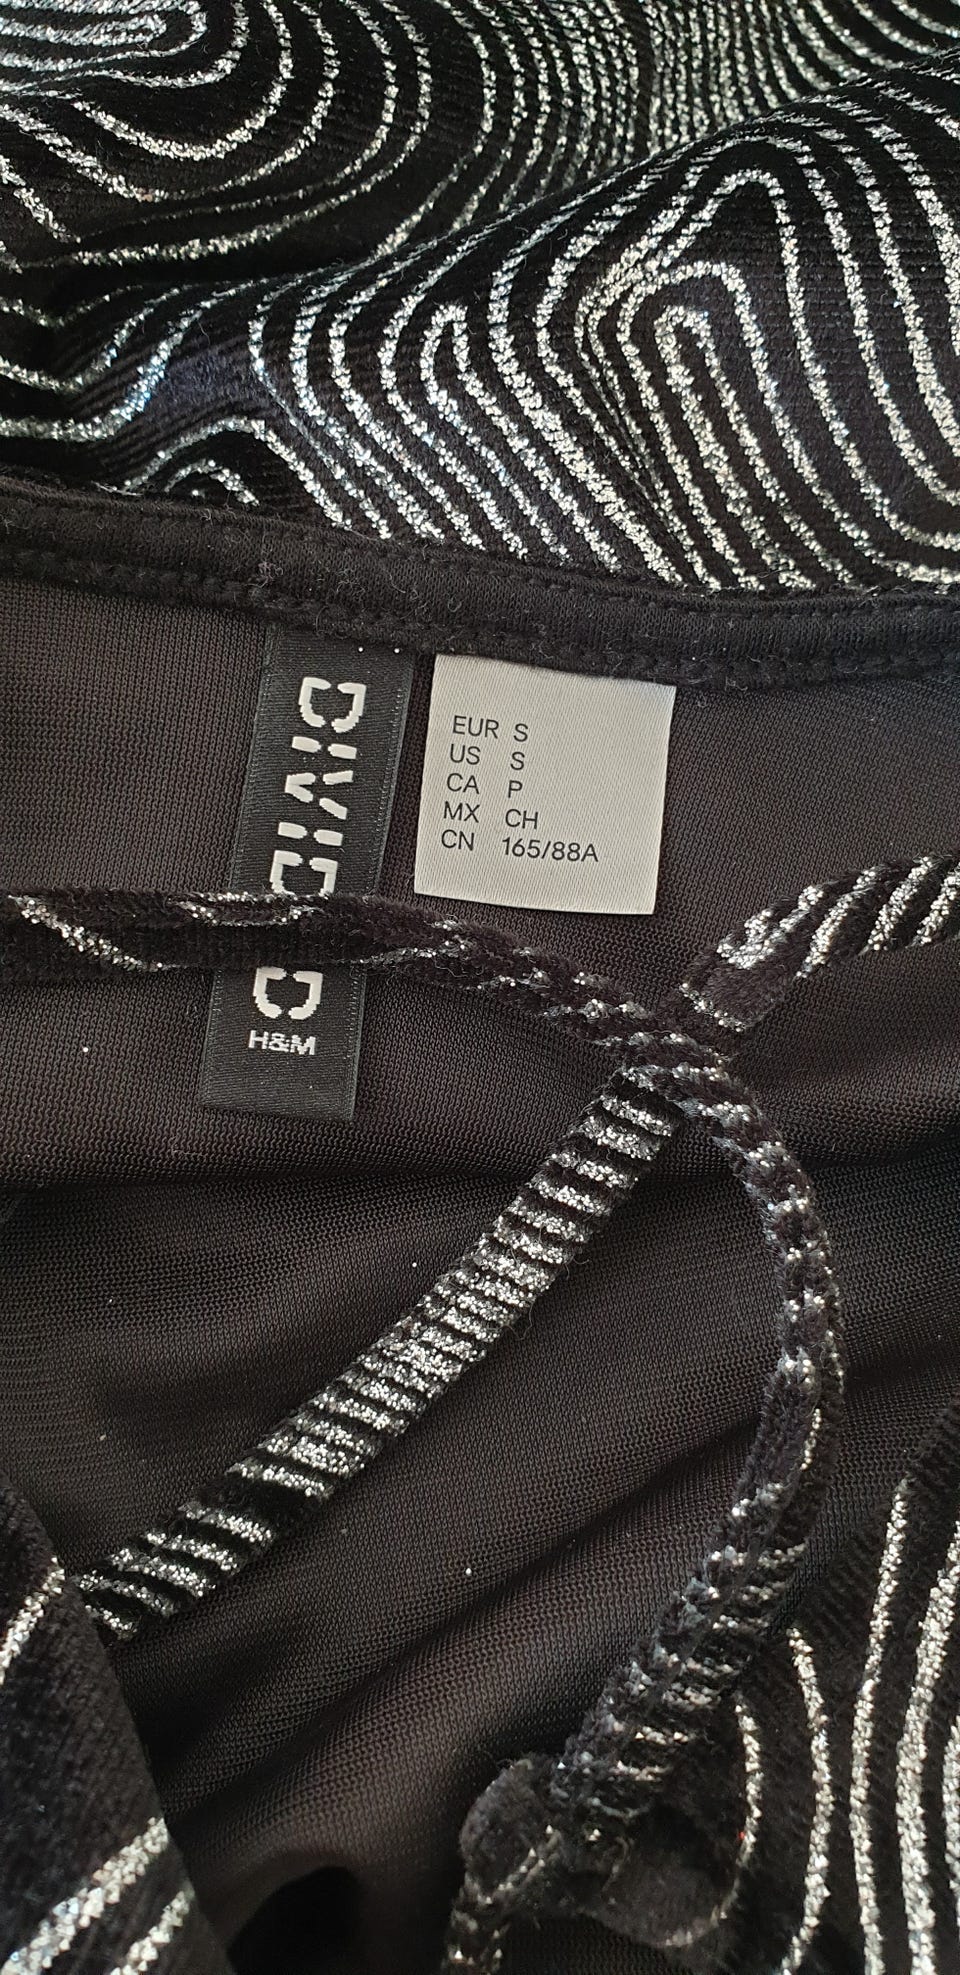 DIVIDED
H&M
EUR S
US S
CA P
MX CH
CN 165/88A